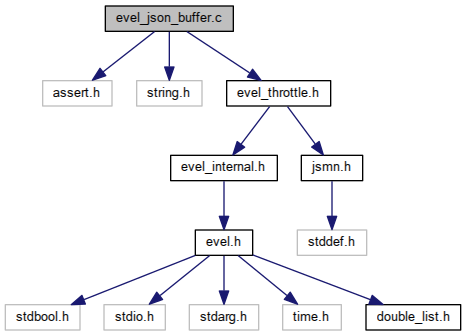 evel_json_buffer.c
assert.h
string.h
evel_throttle.h
evel_internal.h
jsmn.h
evel.h
stddef.h
stdbool.h
stdio.h
stdarg.h
time.h
double_list.h